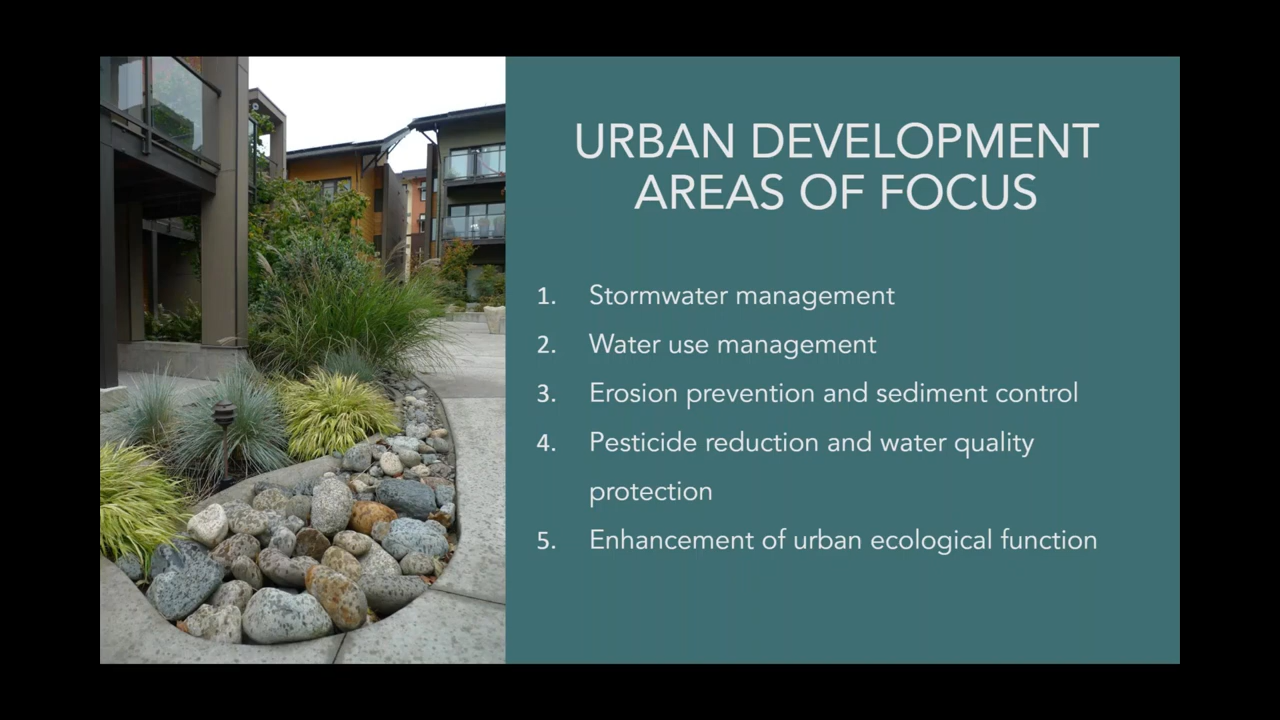 URBAN DEVELOPMENT
AREAS OF FOCUS
1. Stormwater management
2. Water use management
3. Erosion prevention and sediment control
4. Pesticide reduction and water quality
protection
5. Enhancement of urban ecological function